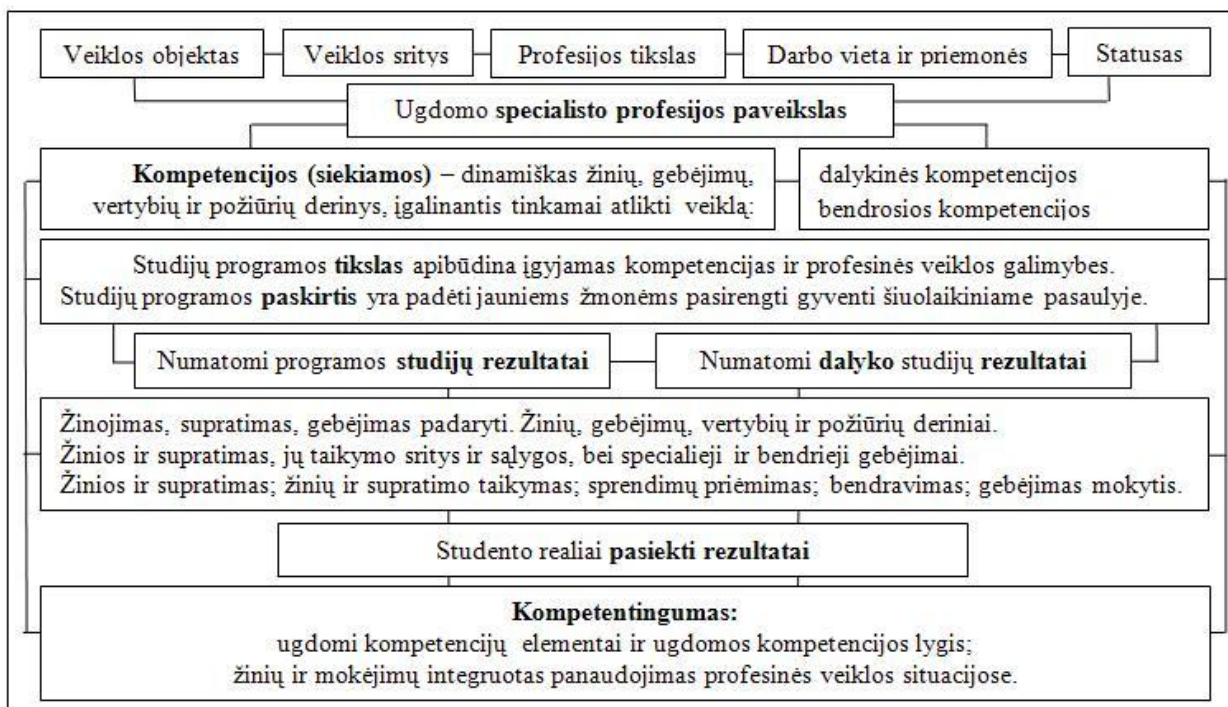 Veiklos objektas
Veiklos sritys
Profesijos tikslas
Darbo vieta ir priemonės
Statusas
Ugdomo specialisto profesijos paveikslas
Kompetencijos (siekiamos) – dinamiškas žinių, gebėjimų,
vertybių ir požiūrių derinys, įgalinantis tinkamai atlikti veiklą:
dalykinės kompetencijos
bendrosios kompetencijos
Studijų programos tikslas apibūdina įgyjamas kompetencijas ir profesinės veiklos galimybes.
Studijų programos paskirtis yra padėti jauniems žmonėms pasirengti gyventi šiuolaikiniame pasaulyje.
Numatomi programos studijų rezultatai
Numatomi dalyko studijų rezultatai
Žinojimas, supratimas, gebėjimas padaryti. Žinių, gebėjimų, vertybių ir požiūrių deriniai.
Žinios ir supratimas, jų taikymo sritys ir sąlygos, bei specialieji ir bendrieji gebėjimai.
Žinios ir supratimas; žinių ir supratimo taikymas; sprendimų priėmimas; bendravimas; gebėjimas mokytis.
Studento realiai pasiekti rezultatai
Kompetentingumas:
ugdomi kompetencijų elementai ir ugdomos kompetencijos lygis;
žinių ir mokėjimų integruotas panaudojimas profesinės veiklos situacijose.